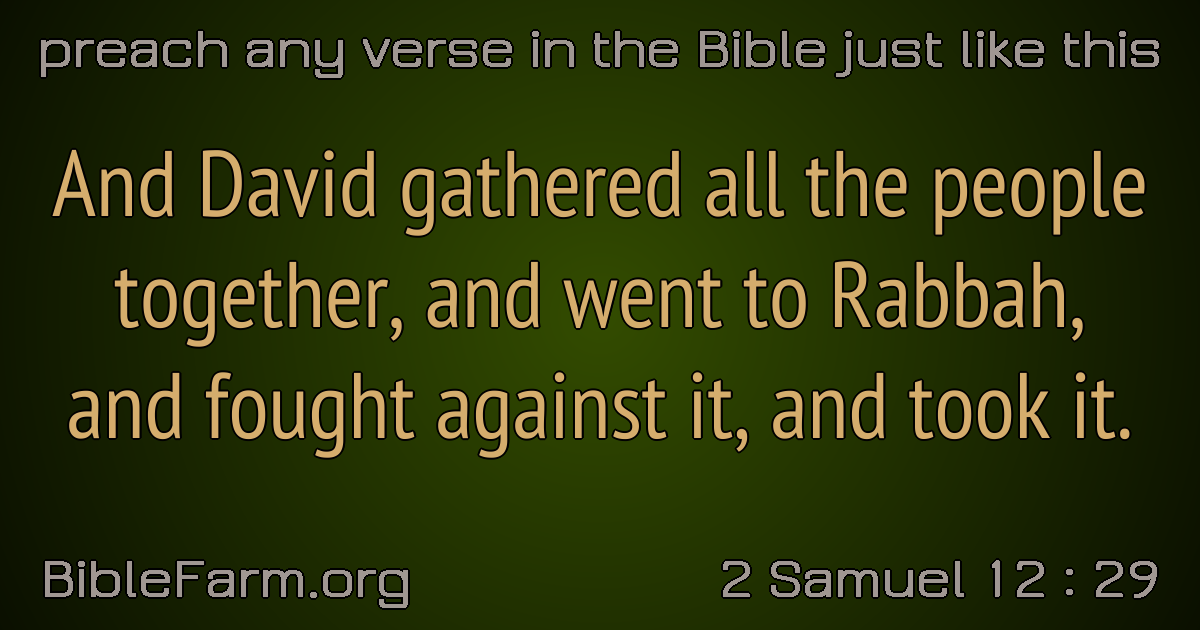 preach any verse in the Bible just like this
And David gathered all the people
together, and went to Rabbah,
and fought against it, and took it.
BibleFarm.org
2 Samuel 12 : 29